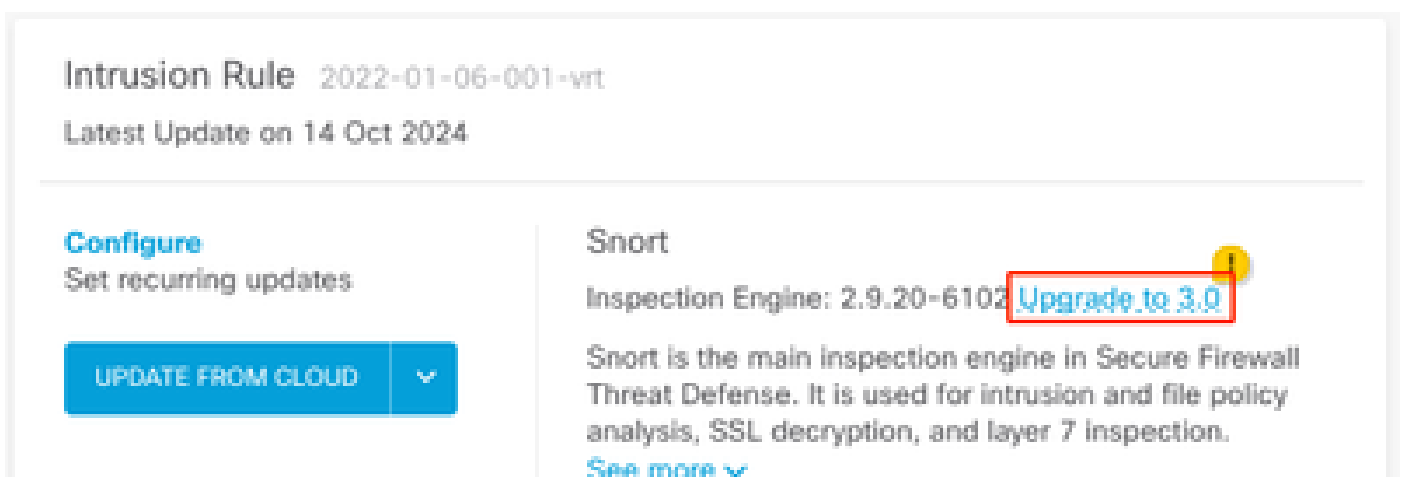 Intrusion Rule 2022-01-06-001-vrt
Latest Update on 14 Oct 2024
Configure
Set recurring updates
UPDATE FROM CLOUD
Snort
!
Inspection Engine: 2.9.20-6102 Upgrade to 3.0
Snort is the main inspection engine in Secure Firewall
Threat Defense. It is used for intrusion and file policy
analysis, SSL decryption, and layer 7 inspection.
See more